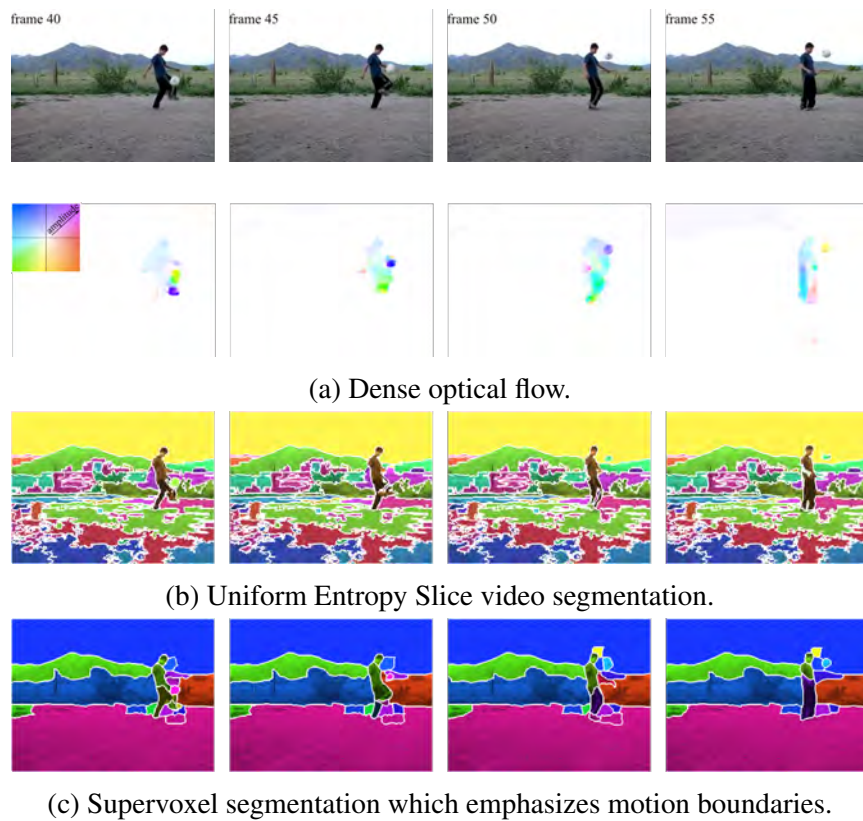 frame 40
frame 45
frame 50
frame 55
amplitude
(a) Dense optical flow.
(b) Uniform Entropy Slice video segmentation.
(c) Supervoxel segmentation which emphasizes motion boundaries.